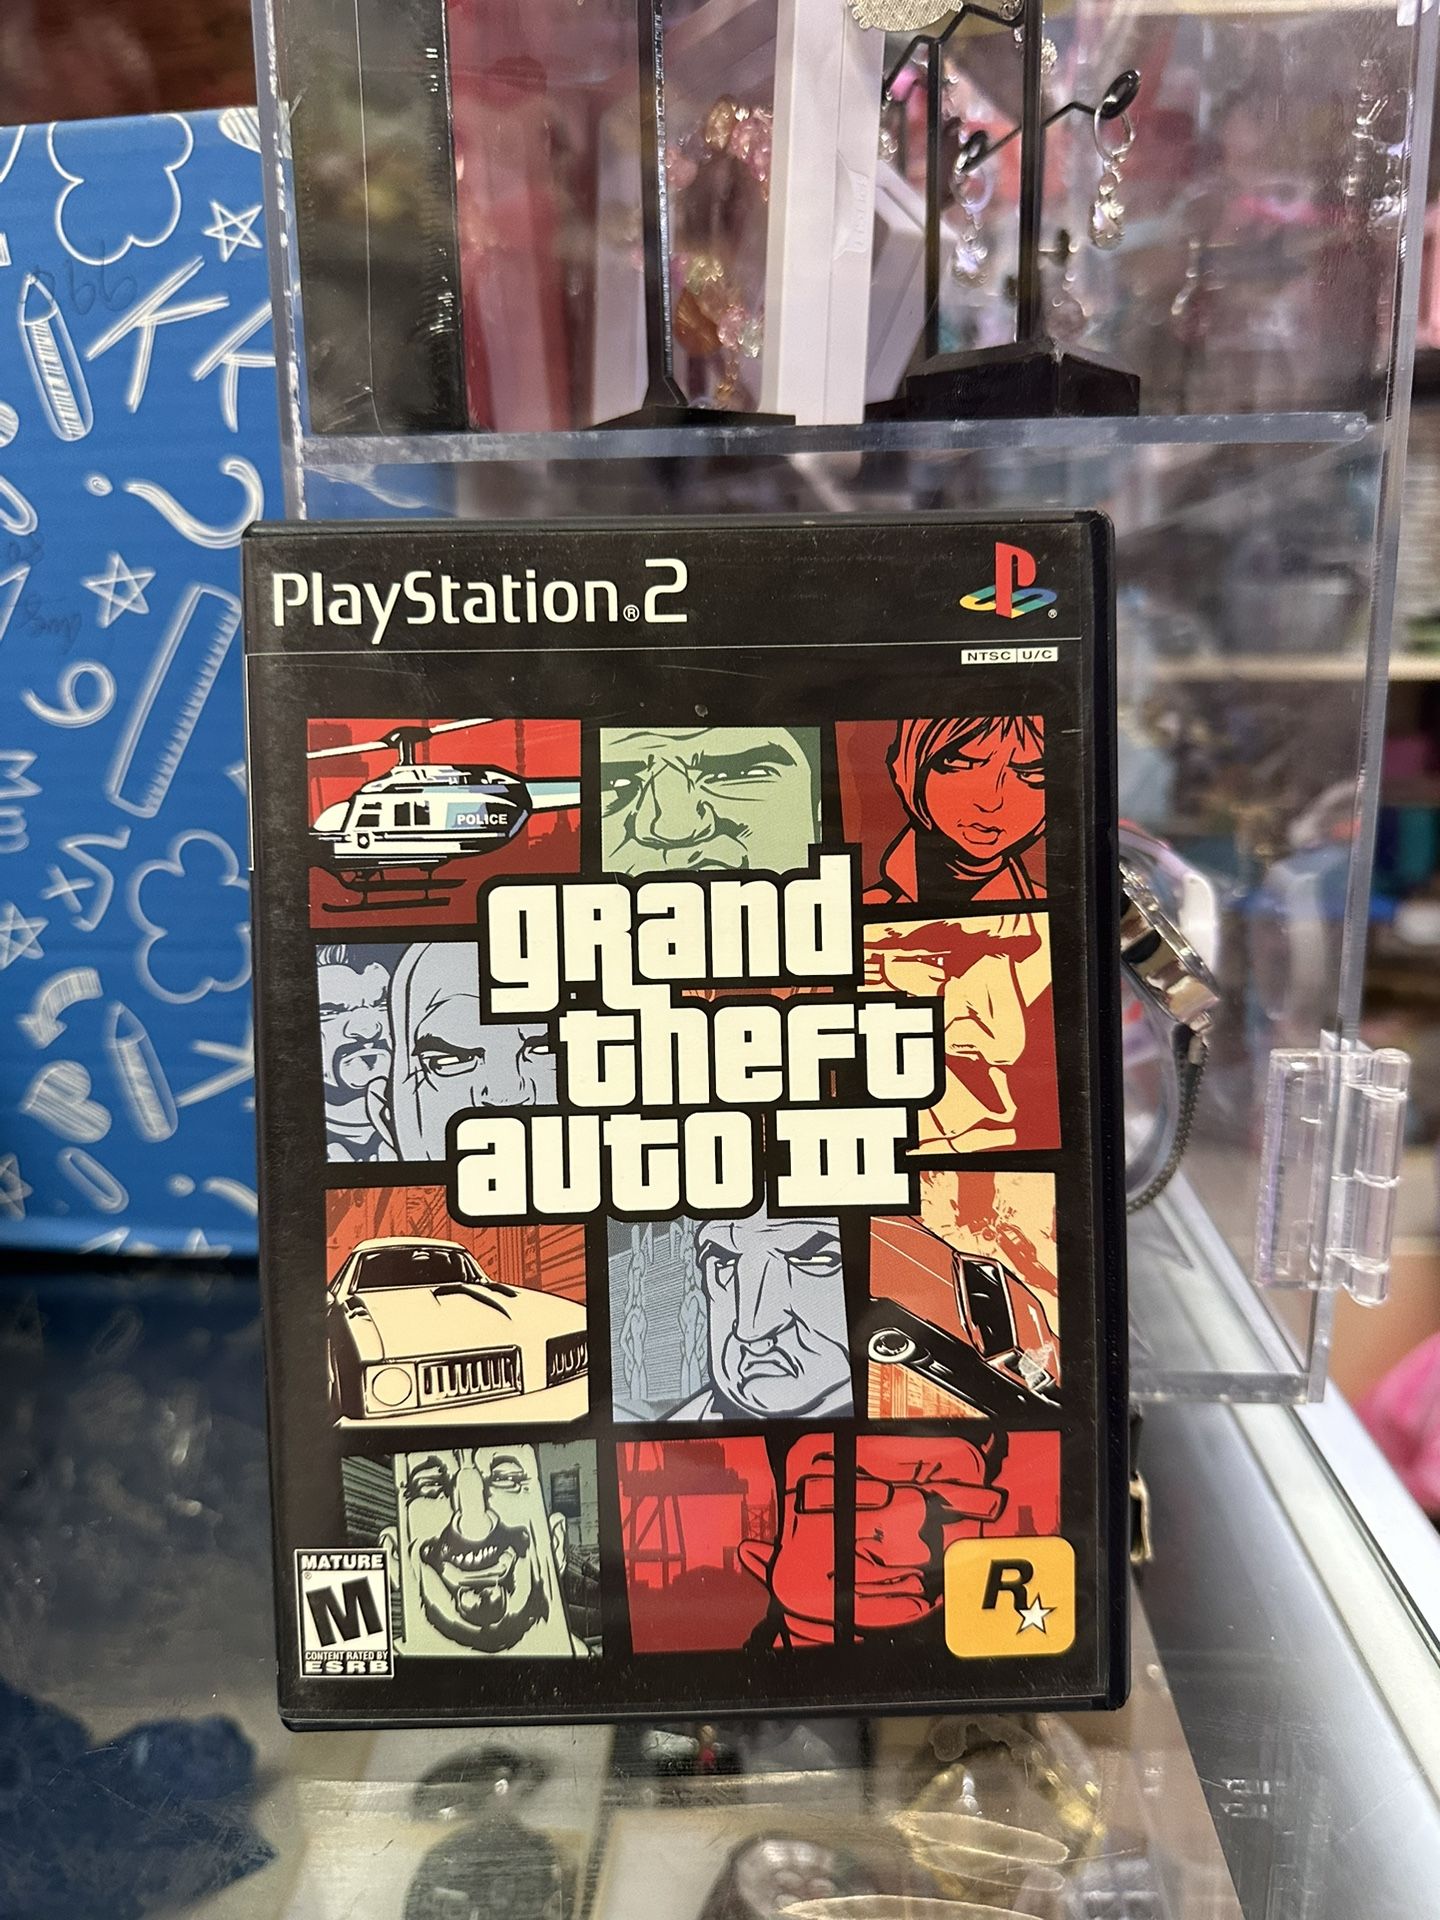 PlayStation®2
NTSC U/C
POLICE
grand
theft
auto III
MATURE
M
CONTENT RATED BY
ESRB
R